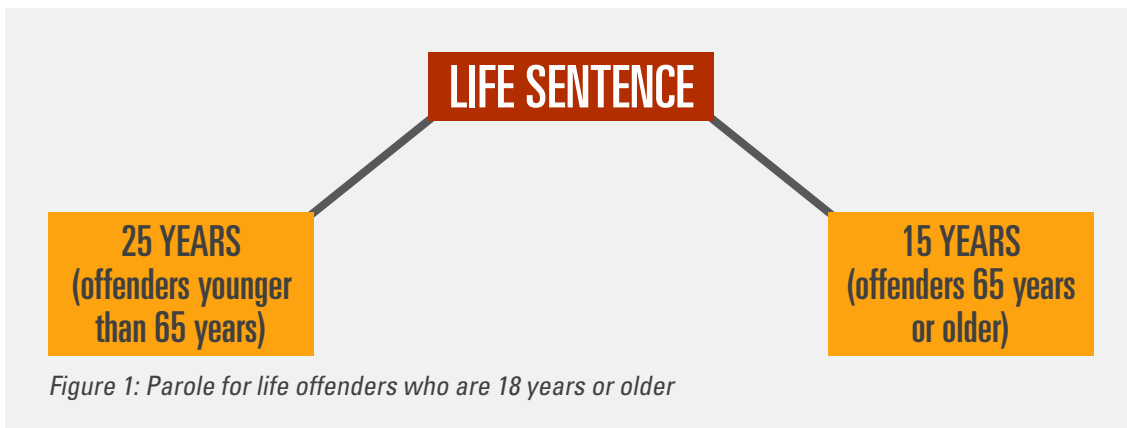 LIFE SENTENCE
25 YEARS
(offenders younger
than 65 years)
15 YEARS
(offenders 65 years
or older)
Figure 1: Parole for life offenders who are 18 years or older